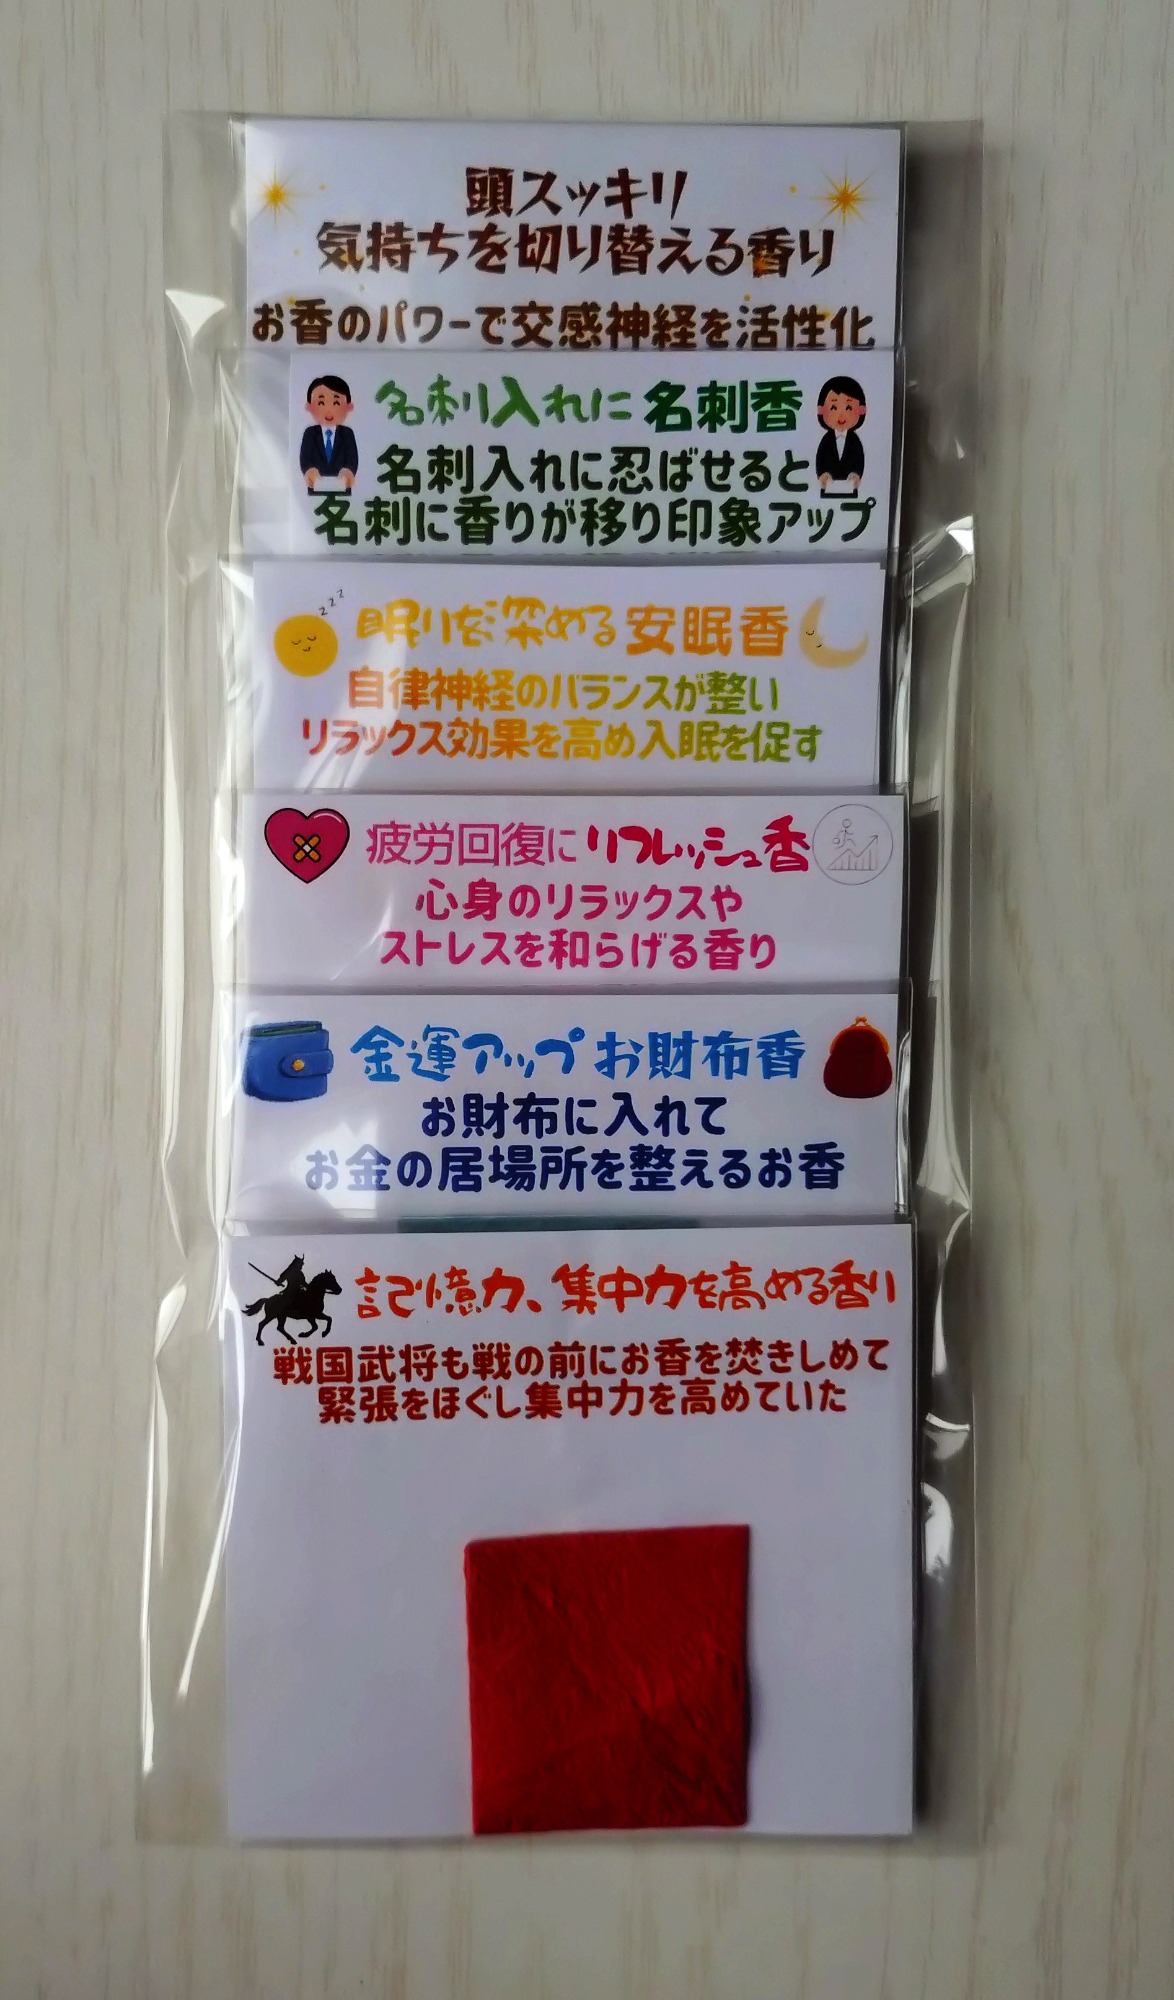 頭スッキリ
気持ちを切り替える香り
お香のパワーで交感神経を活性化
名刺入れに 名刺香
名刺入れに忍ばせると
名刺に香りが移り印象アップ
zzz
眠りを深める 安眠香
自律神経のバランスが整い
リラックス効果を高め入眠を促す
疲労回復に リフレッシュ香
心身のリラックスや
ストレスを和らげる香り
金運アップ お財布香
お財布に入れて
お金の居場所を整えるお香
記憶力、集中力を高める香り
戦国武将も戦の前にお香を焚きしめて
緊張をほぐし集中力を高めていた